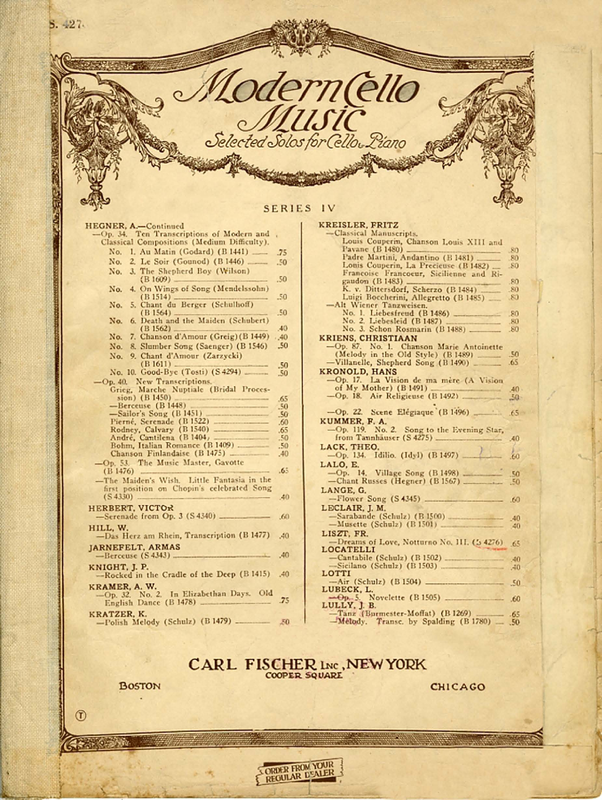 S. 427
Modern Cello
Music
Selected Solos for Cello & Piano
SERIES IV
HEGNER, A.—Continued
—Op. 34. Ten Transcriptions of Modern and
Classical Compositions (Medium Difficulty).
No. 1. Au Matin (Godard) (B 1441) .75
No. 2. Le Soir (Gounod) (B 1446) .50
No. 3. The Shepherd Boy (Wilson)
(B 1609) .50
No. 4. On Wings of Song (Mendelssohn)
(B 1514) .50
No. 5. Chant du Berger (Schulhoff)
(B 1564) .50
No. 6. Death and the Maiden (Schubert)
(B 1562) .40
No. 7. Chanson d'Amour (Greig) (B 1449) .40
No. 8. Slumber Song (Saenger) (B 1546) .50
No. 9. Chant d'Amour (Zarzycki)
(B 1611) .50
No. 10. Good-Bye (Tosti) (S 4294) .50
—Op. 40. New Transcriptions.
Grieg, Marche Nuptiale (Bridal Proces-
sion) (B 1450) .65
—Berceuse (B 1448) .50
—Sailor's Song (B 1451) .50
Pierné, Serenade (B 1522) .60
Rodney, Calvary (B 1540) .65
André, Cantilena (B 1404) .50
Bohm, Italian Romance (B 1409) .50
Chanson Finlandaise (B 1475) .40
—Op. 53. The Music Master, Gavotte
(B 1476) .65
—The Maiden's Wish. Little Fantasia in the
first position on Chopin's celebrated Song
(S 4330) .40
HERBERT, VICTOR
—Serenade from Op. 3 (S 4340) .60
HILL, W.
—Das Herz am Rhein, Transcription (B 1477) .40
JARNEFELT, ARMAS
—Berceuse (S 4343) .40
KNIGHT, J. P.
—Rocked in the Cradle of the Deep (B 1415) .40
KRAMER, A. W.
—Op. 32. No. 2. In Elizabethan Days. Old
English Dance (B 1478) .75
KRATZER, K.
—Polish Melody (Schulz) (B 1479) .50
KREISLER, FRITZ
—Classical Manuscripts.
Louis Couperin, Chanson Louis XIII and
Pavane (B 1480) .80
Padre Martini, Andantino (B 1481) .80
Louis Couperin, La Precieuse (B 1482) .80
Francoise Francoeur, Sicilienne and Ri-
gaudon (B 1483) .80
K. v. Dittersdorf, Scherzo (B 1484) .80
Luigi Boccherini, Allegretto (B 1485) .80
—Alt Wiener Tanzweisen.
No. 1. Liebesfreud (B 1486) .80
No. 2. Liebesleid (B 1487) .80
No. 3. Schon Rosmarin (B 1488) .80
KRIENS, CHRISTIAAN
—Op. 87. No. 1. Chanson Marie Antoinette
(Melody in the Old Style) (B 1489) .50
—Villanelle, Shepherd Song (B 1490) .65
KRONOLD, HANS
—Op. 17. La Vision de ma mère (A Vision
of My Mother) (B 1491) .40
—Op. 18. Air Religieuse (B 1492) .50
—Op. 22. Scene Elégiaque (B 1496) .65
KUMMER, F. A.
—Op. 119. No. 2. Song to the Evening Star,
from Tannhäuser (S 4275) .40
LACK, THEO.
—Op. 134. Idilio. (Idyl) (B 1497) .60
LALO, E.
—Op. 14. Village Song (B 1498) .50
—Chant Russes (Hegner) (B 1567) .50
LANGE, G.
—Flower Song (S 4345) .60
LECLAIR, J. M.
—Sarabande (Schulz) (B 1500) .40
—Musette (Schulz) (B 1501) .40
LISZT, FR.
—Dreams of Love, Notturno No. III. (S 4276) .65
LOCATELLI
—Cantabile (Schulz) (B 1502) .40
—Sicilano (Schulz) (B 1503) .40
LOTTI
—Air (Schulz) (B 1504) .50
LUBECK, L.
—Op. 5. Novelette (B 1505) .60
LULLY, J. B.
—Tanz (Burmester-Moffat) (B 1269) .65
—Melody. Transc. by Spalding (B 1780) .50
CARL FISCHER INC., NEW YORK
COOPER SQUARE
BOSTON CHICAGO
T
ORDER FROM YOUR
REGULAR DEALER